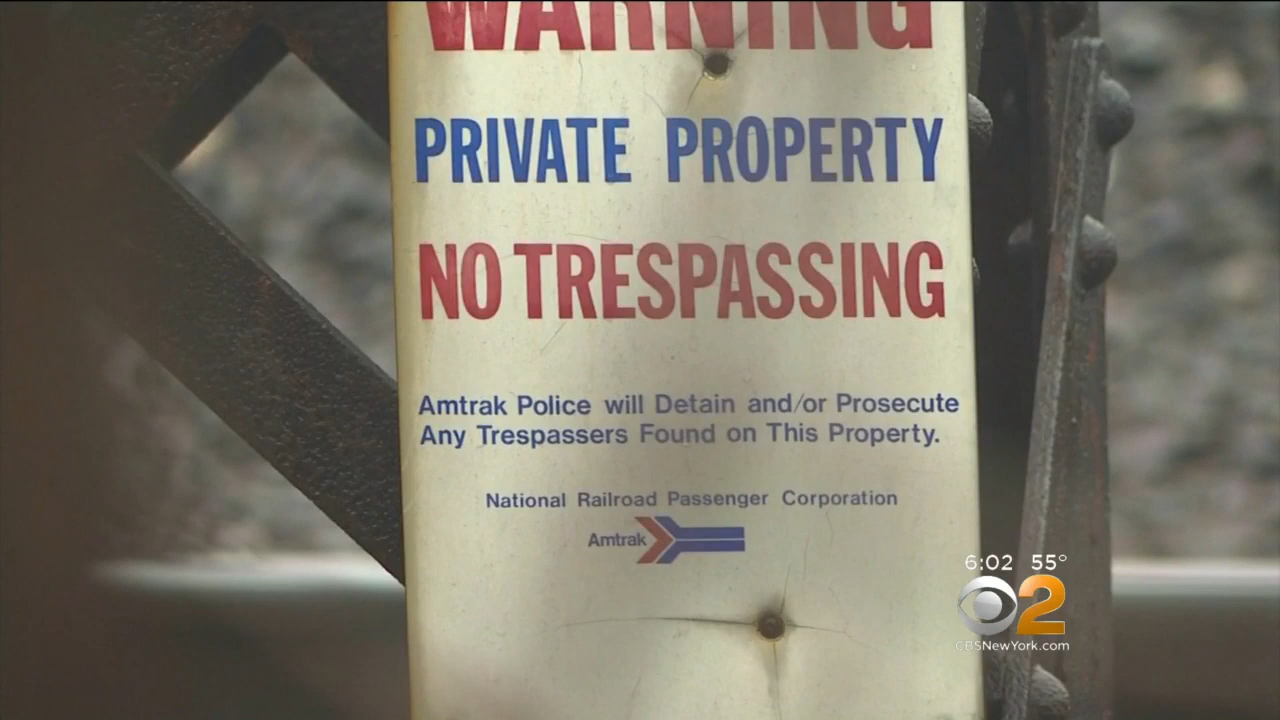 WARNING
PRIVATE PROPERTY
NO TRESPASSING
Amtrak Police will Detain and/or Prosecute
Any Trespassers Found on This Property.
National Railroad Passenger Corporation
Amtrak
6:02 55°
2
CBSNewYork.com